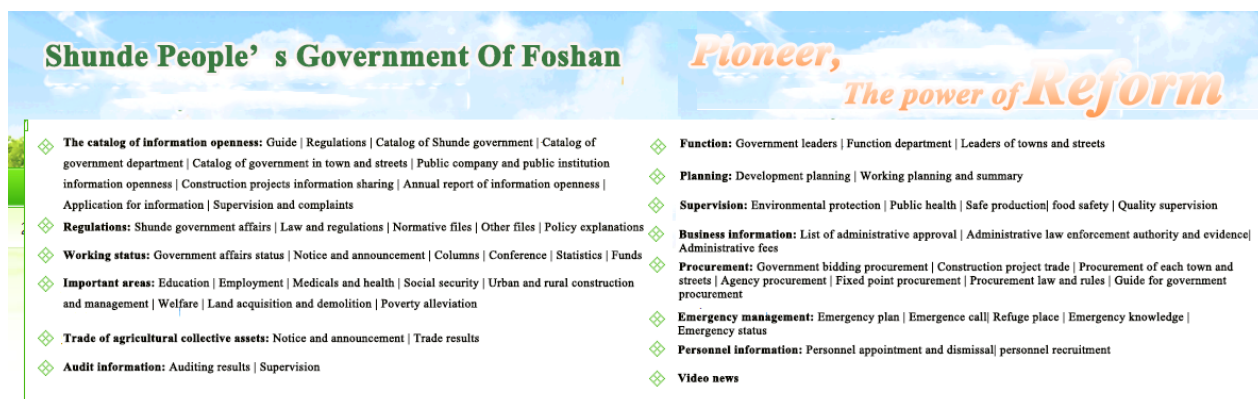 Shunde People's Government Of Foshan
Pioneer,
The power of Reform
The catalog of information openness: Guide | Regulations | Catalog of Shunde government | Catalog of
government department | Catalog of government in town and streets | Public company and public institution
information openness | Construction projects information sharing | Annual report of information openness |
Application for information | Supervision and complaints
Regulations: Shunde government affairs | Law and regulations | Normative files | Other files | Policy explanations
Working status: Government affairs status | Notice and announcement | Columns | Conference | Statistics | Funds
Important areas: Education | Employment | Medicals and health | Social security | Urban and rural construction
and management | Welfare | Land acquisition and demolition | Poverty alleviation
Trade of agricultural collective assets: Notice and announcement | Trade results
Audit information: Auditing results | Supervision
Function: Government leaders | Function department | Leaders of towns and streets
Planning: Development planning | Working planning and summary
Supervision: Environmental protection | Public health | Safe production| food safety | Quality supervision
Business information: List of administrative approval | Administrative law enforcement authority and evidence|
Administrative fees
Procurement: Government bidding procurement | Construction project trade | Procurement of each town and
streets | Agency procurement | Fixed point procurement | Procurement law and rules | Guide for government
procurement
Emergency management: Emergency plan | Emergence call| Refuge place | Emergency knowledge |
Emergency status
Personnel information: Personnel appointment and dismissal| personnel recruitment
Video news